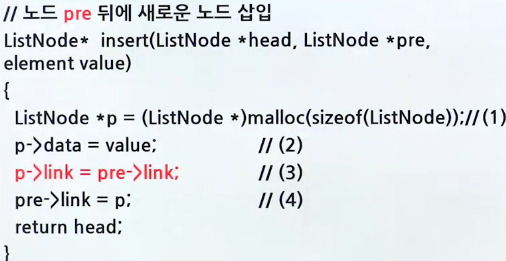 // 노드 pre 뒤에 새로운 노드 삽입
ListNode* insert(ListNode *head, ListNode *pre,
element value)
{
ListNode *p = (ListNode *)malloc(sizeof(ListNode));//(1)
p->data = value; // (2)
p->link = pre->link; // (3)
pre->link = p; // (4)
return head;
}